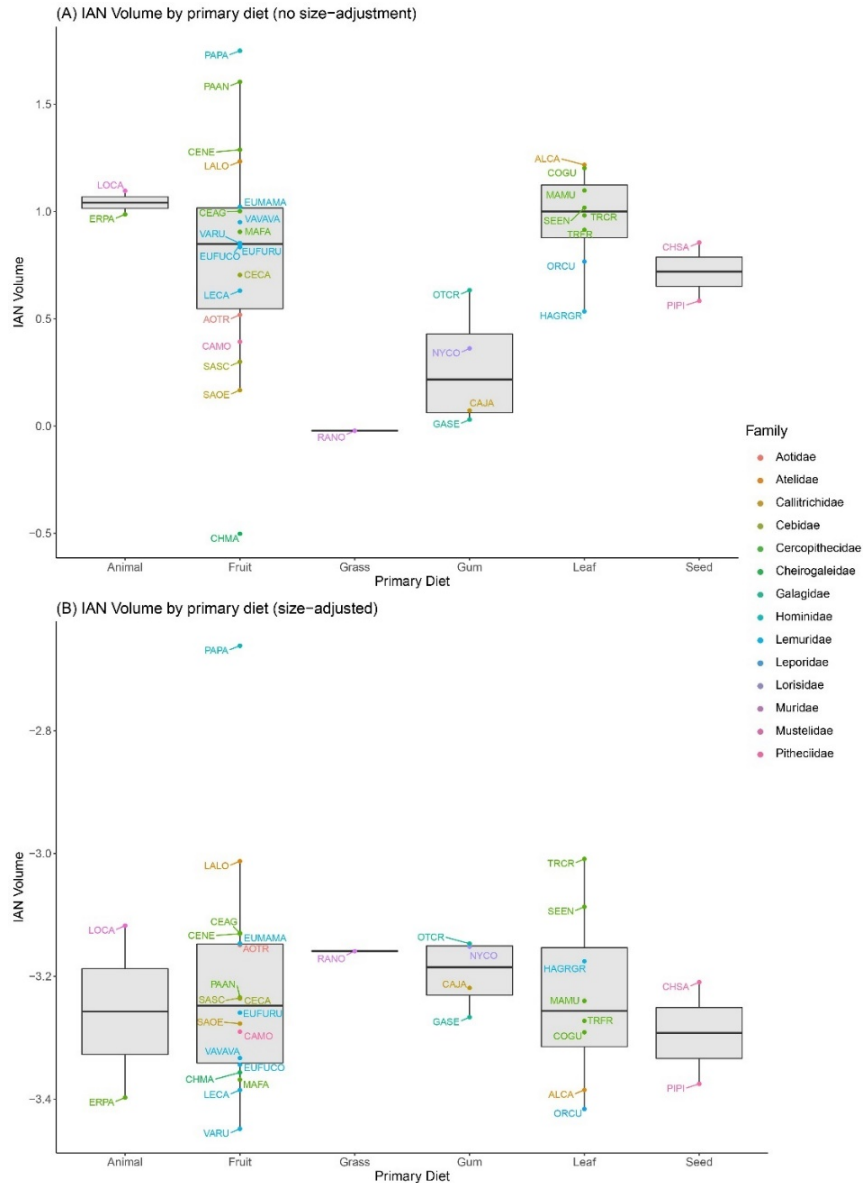 (A) IAN Volume by primary diet (no size-adjustment)
PAPA
PAAN
CENE
LALO
ALCA
COGU
LOCA
MAMU
EUMAMA
CEAG
ERPA
VAVAVA
SEEN
TRCR
MAFA
TRFR
VARU
EUFUCO
EUFURU
CHSA
ORCU
CECA
LECA
OTCR
PIPI
AOTR
HAGRGR
CAMO
NYCO
SASC
SAOE
CAJA
GASE
RANO
CHMA
1.5
1.0
0.5
0.0
−0.5
IAN Volume
Animal Fruit Grass Gum Leaf Seed
Primary Diet
Family
Aotidae
Atelidae
Callitrichidae
Cebidae
Cercopithecidae
Cheirogaleidae
Galagidae
Hominidae
Lemuridae
Leporidae
Lorisidae
Muridae
Mustelidae
Pitheciidae
(B) IAN Volume by primary diet (size−adjusted)
PAPA
LALO
TRCR
CEAG
SEEN
LOCA
CENE
EUMAMA
AOTR
OTCR
NYCO
RANO
HAGRGR
PAAN
CAJA
CHSA
SASC
CECA
MAMU
EUFURU
SAOE
GASE
TRFR
CAMO
COGU
VAVAVA
EUFUCO
CHMA
MAFA
PIPI
LECA
ALCA
ERPA
ORCU
VARU
−2.8
−3.0
−3.2
−3.4
IAN Volume
Animal Fruit Grass Gum Leaf Seed
Primary Diet